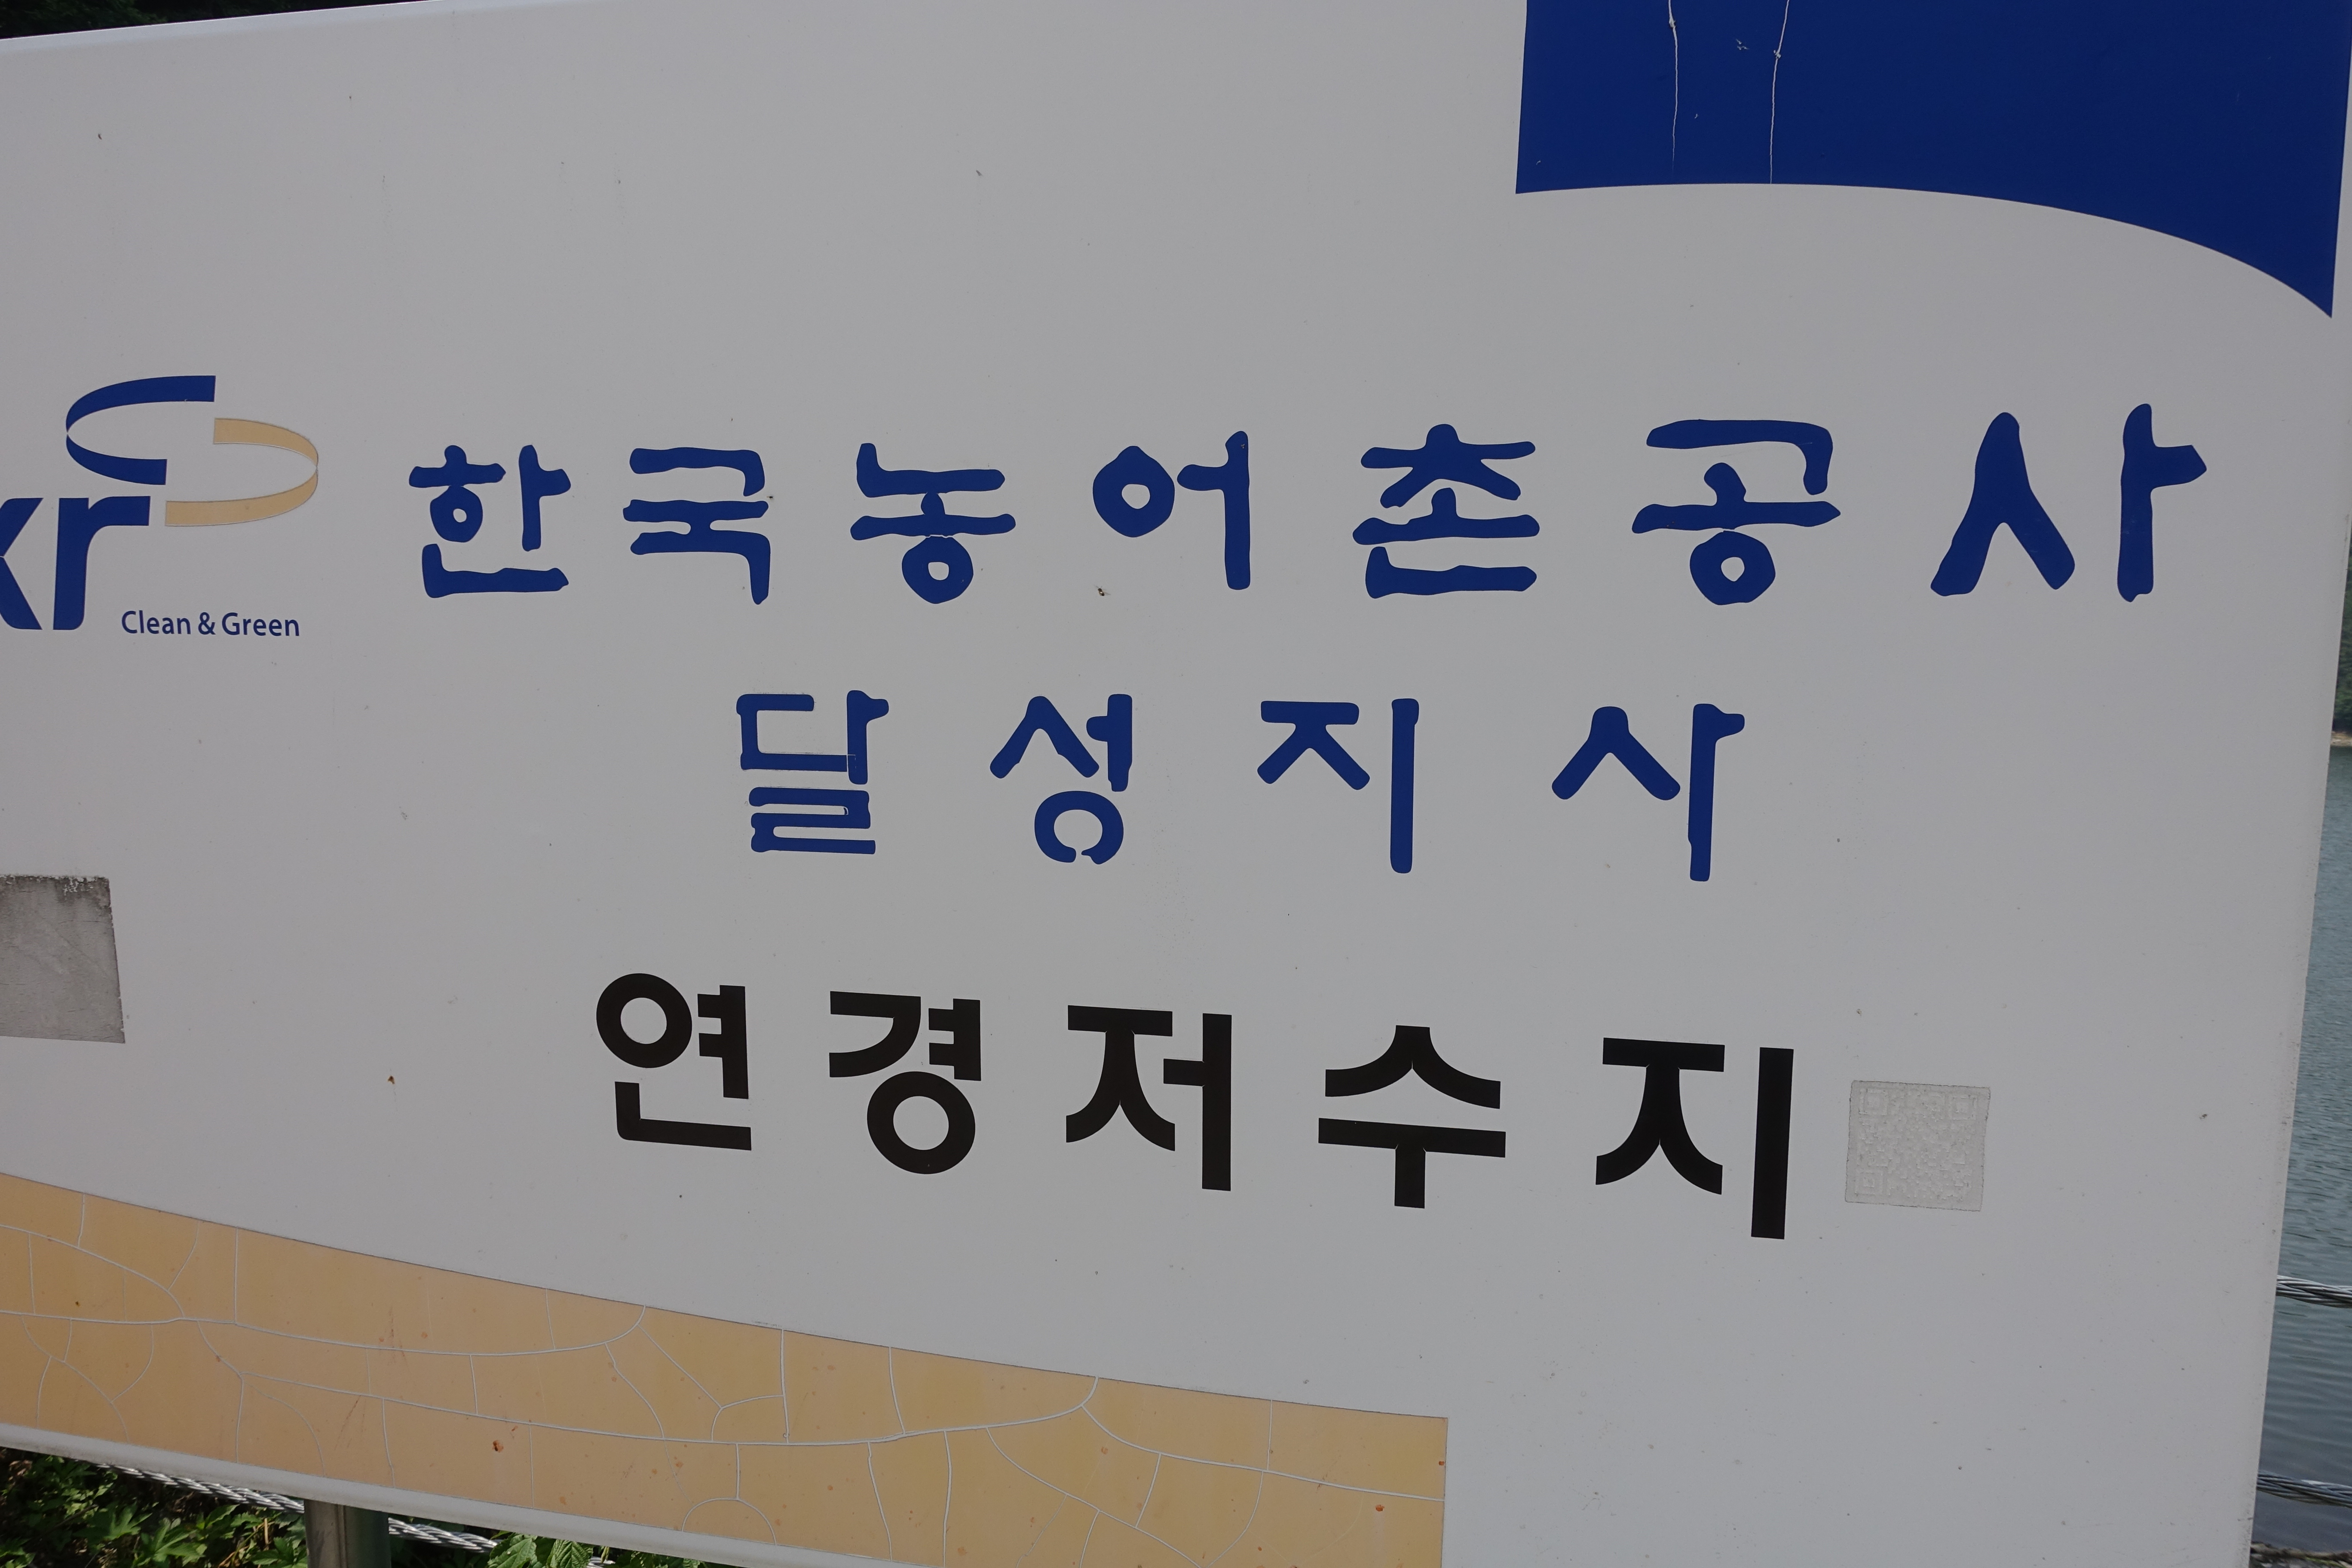 kr
Clean & Green
한국농어촌공사
달성지사
연경저수지